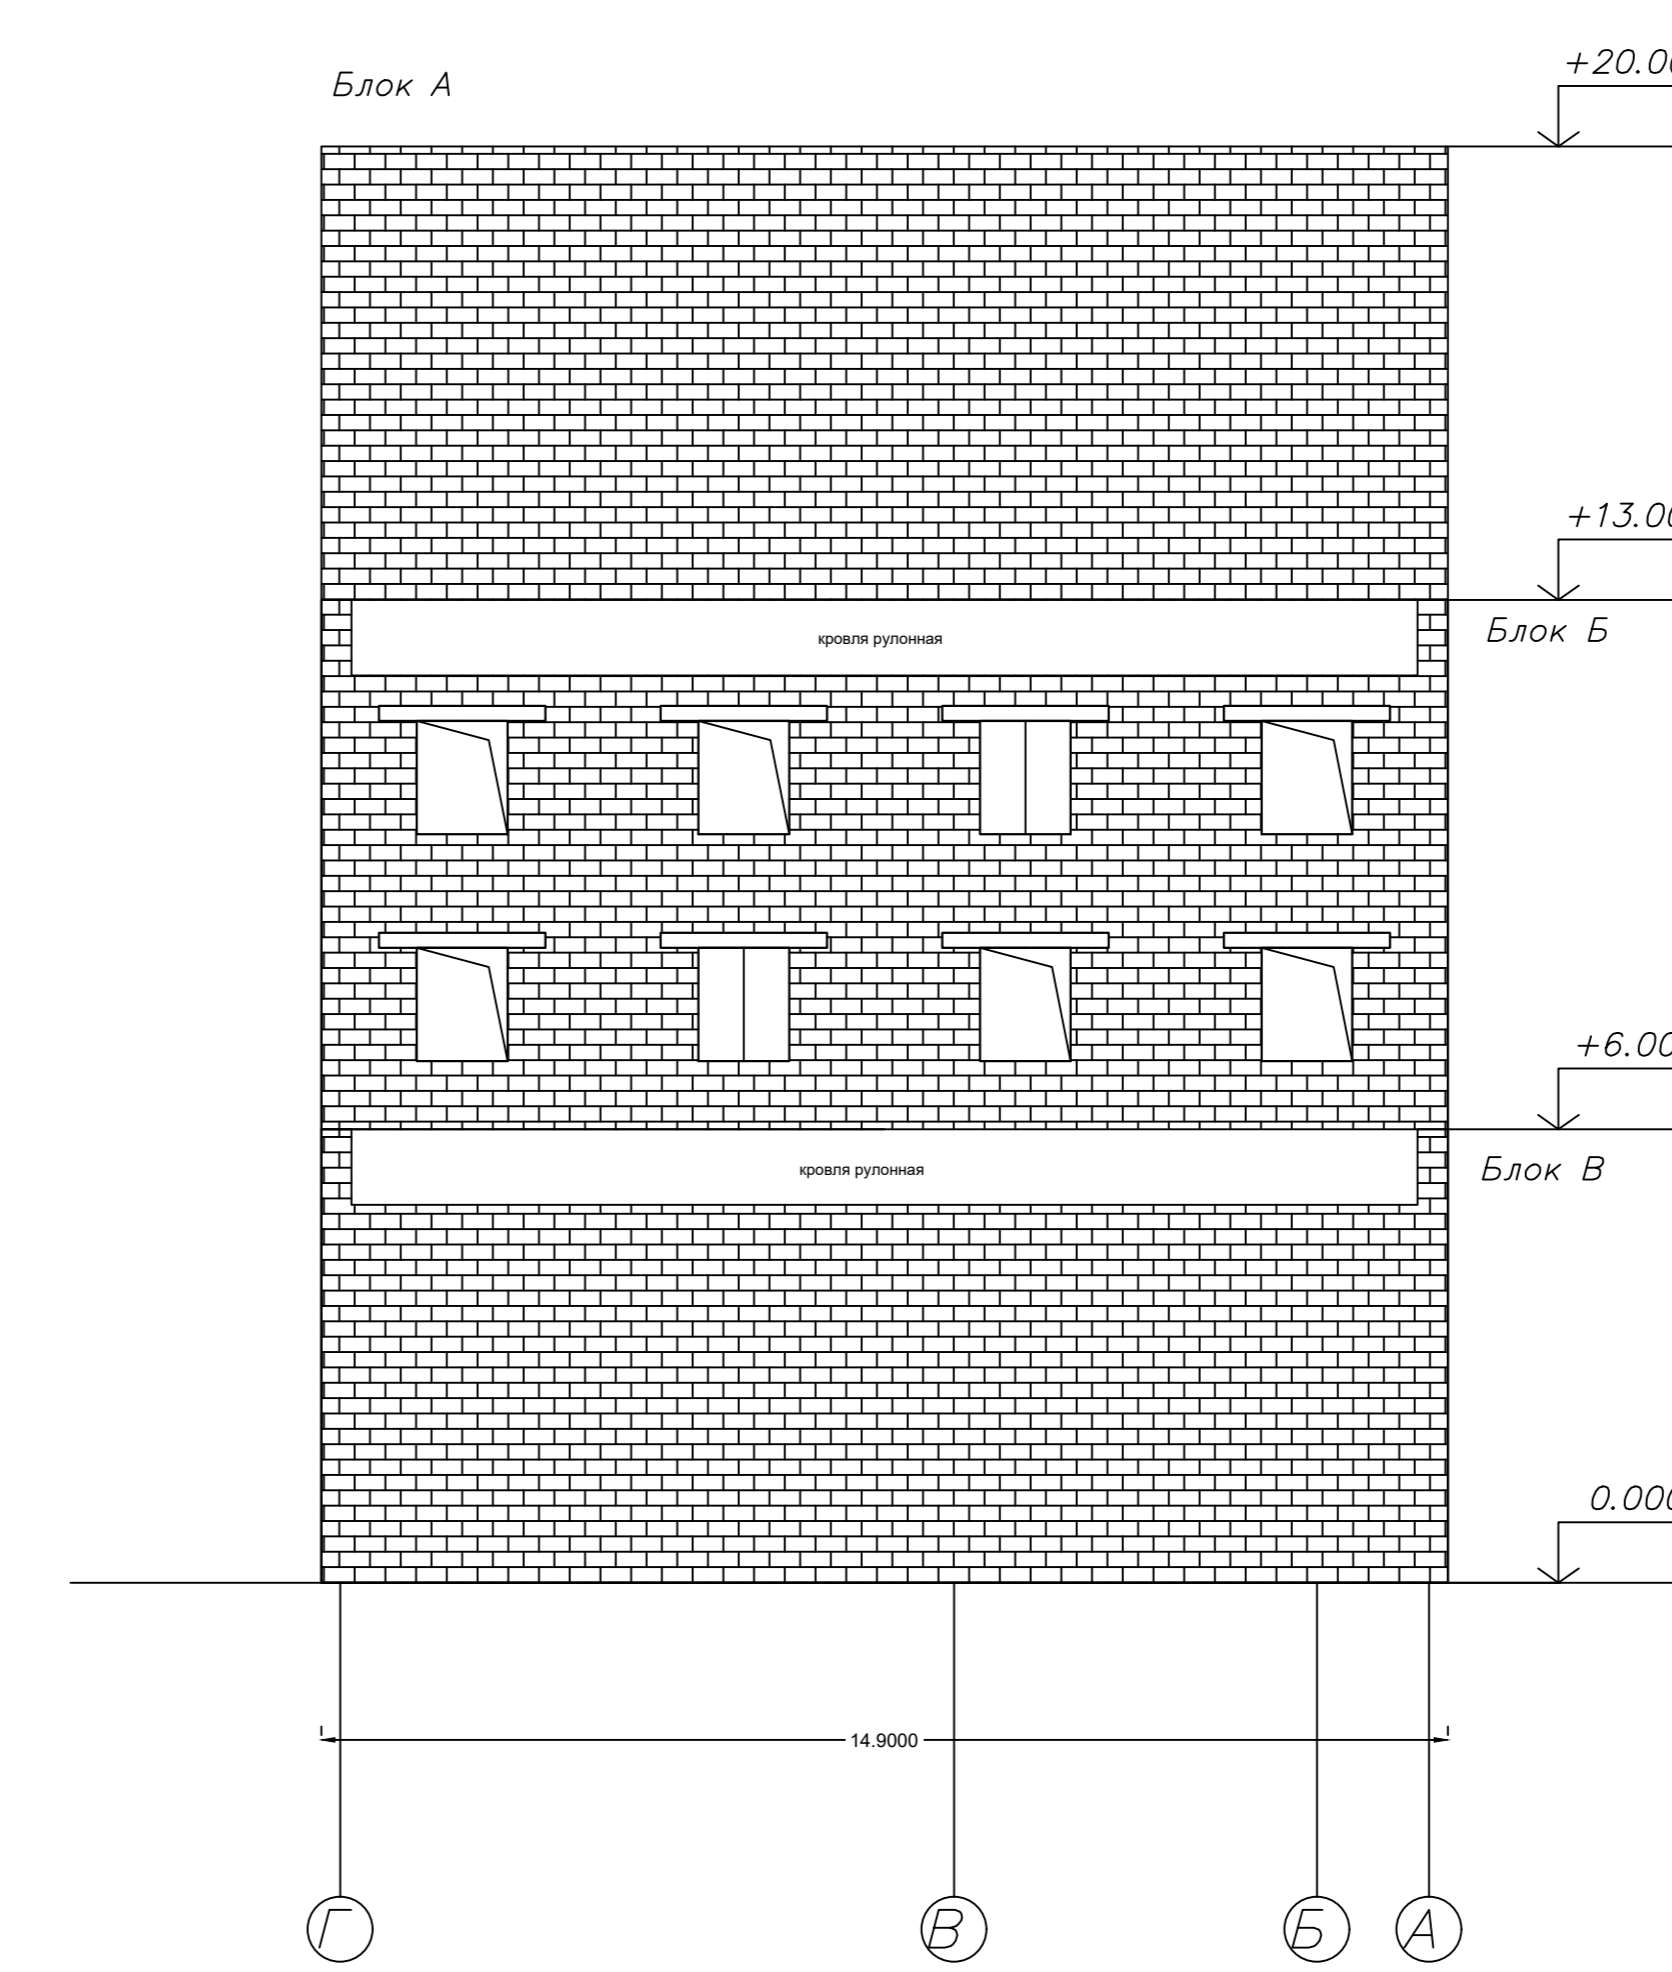 Блок А
+20.00
+13.00
Блок Б
кровля рулонная
+6.00
Блок В
кровля рулонная
0.000
14.9000
Г
В
Б
А